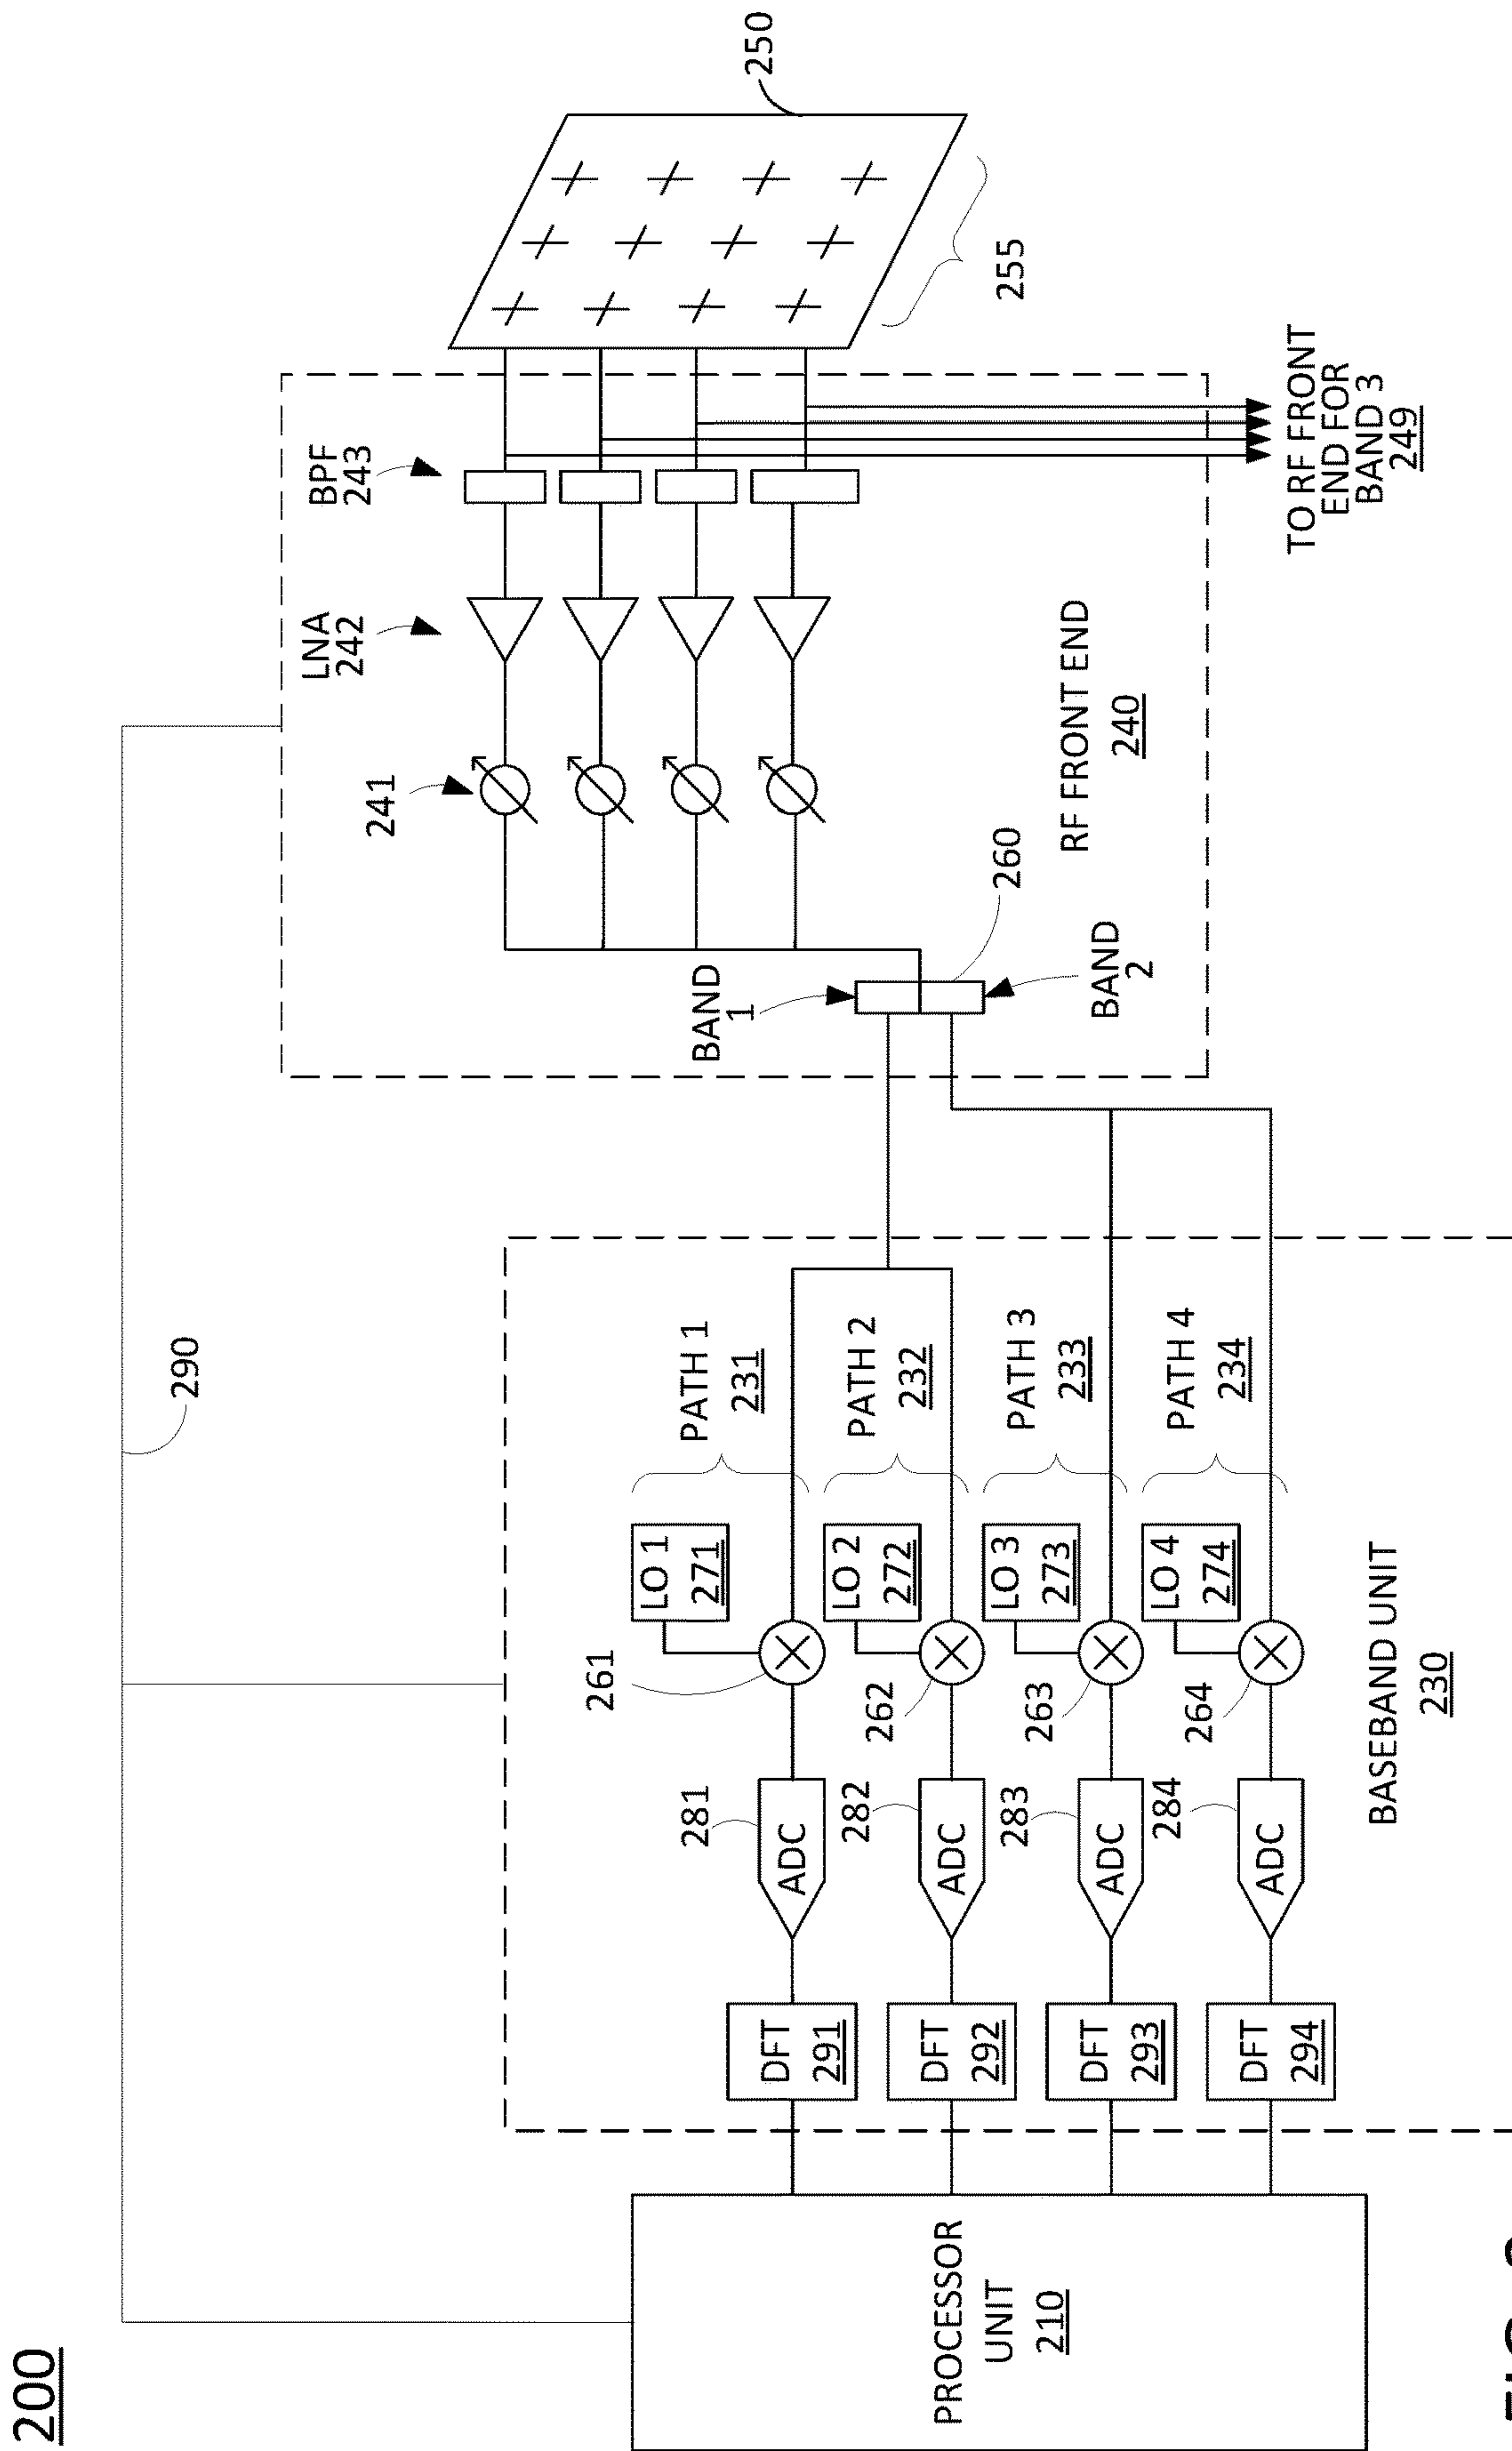 200
290
PROCESSOR
UNIT
210
DFT
291
DFT
292
DFT
293
DFT
294
281
ADC
282
ADC
283
ADC
284
ADC
261
262
263
264
LO 1
271
LO 2
272
LO 3
273
LO 4
274
PATH 1
231
PATH 2
232
PATH 3
233
PATH 4
234
BASEBAND UNIT
230
BAND
1
BAND
2
260
241
LNA
242
BPF
243
RF FRONT END
240
TO RF FRONT
END FOR
BAND 3
249
255
250